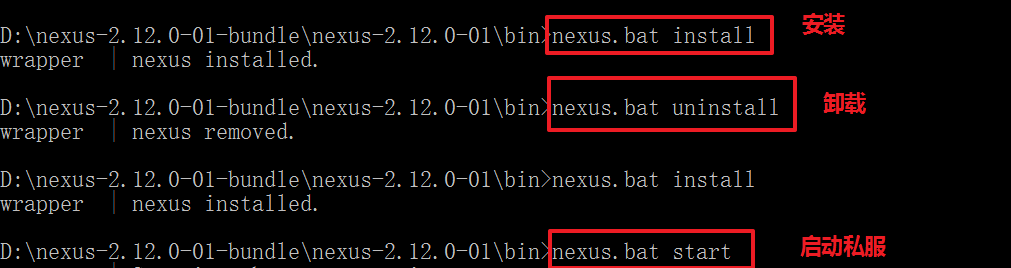 D:\nexus-2.12.0-01-bundle\nexus-2.12.0-01\bin>nexus.bat install 安装
wrapper  | nexus installed.
D:\nexus-2.12.0-01-bundle\nexus-2.12.0-01\bin>nexus.bat uninstall 卸载
wrapper  | nexus removed.
D:\nexus-2.12.0-01-bundle\nexus-2.12.0-01\bin>nexus.bat install
wrapper  | nexus installed.
D:\nexus-2.12.0-01-bundle\nexus-2.12.0-01\bin>nexus.bat start 启动私服